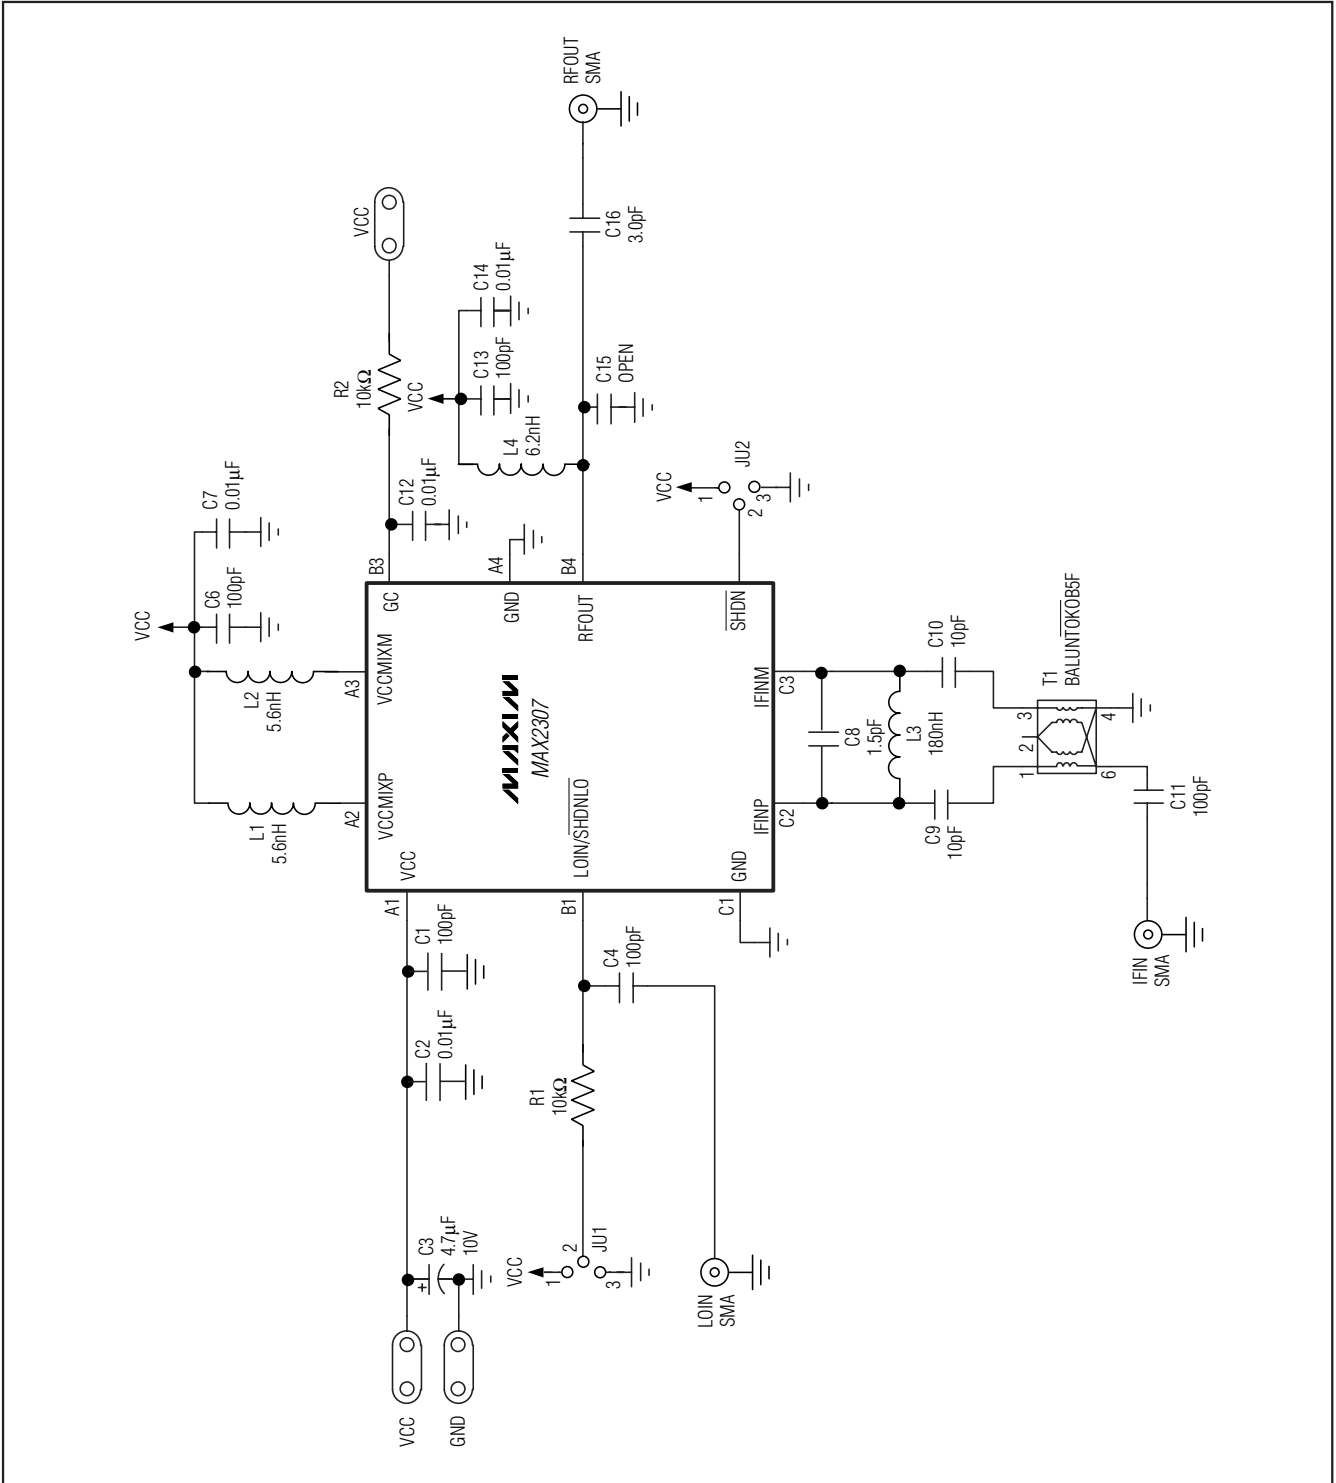 VCC
GND
C3
4.7µF
10V
+
C2
0.01µF
C1
100pF
A1
VCC
VCC
1
2
3
JU1
R1
10kΩ
C4
100pF
B1
LOIN/SHDNLO
LOIN
SMA
C1
GND
L1
5.6nH
A2
VCCMIXP
L2
5.6nH
A3
VCCMIXM
VCC
C6
100pF
C7
0.01µF
MAXIM
MAX2307
B3
GC
C12
0.01µF
R2
10kΩ
VCC
A4
GND
B4
RFOUT
L4
6.2nH
VCC
C13
100pF
C14
0.01µF
C15
OPEN
C16
3.0pF
RFOUT
SMA
SHDN
VCC
1
2
3
JU2
IFINP
C2
IFINM
C3
C8
1.5pF
L3
180nH
C9
10pF
C10
10pF
T1
BALUNTOKOB5F
1
2
3
6
4
C11
100pF
IFIN
SMA